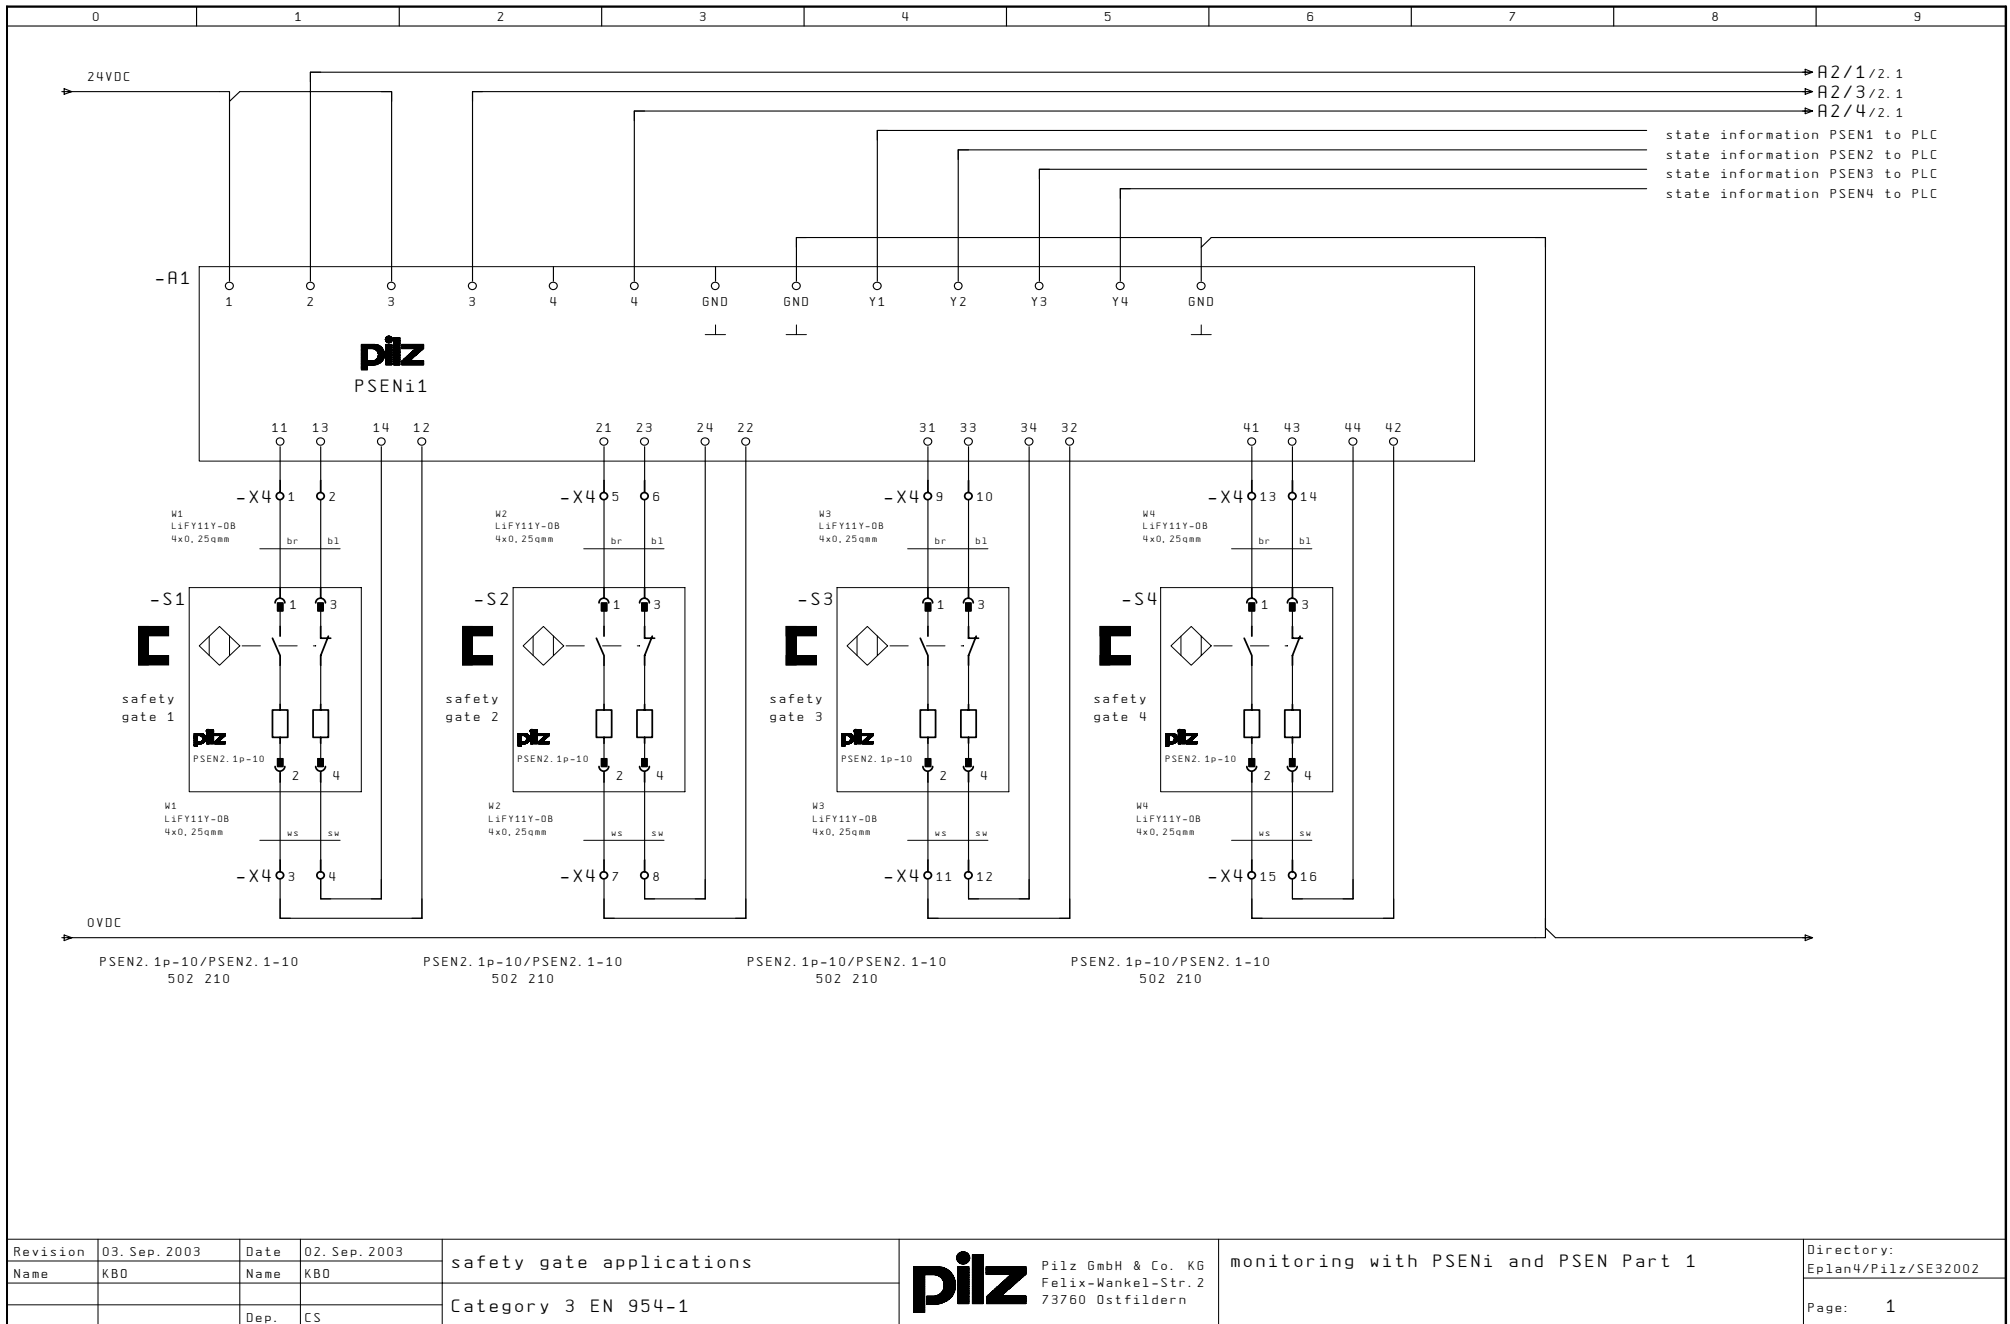 0 1 2 3 4 5 6 7 8 9
24VDC
A2/1/2.1
A2/3/2.1
A2/4/2.1
state information PSEN1 to PLC
state information PSEN2 to PLC
state information PSEN3 to PLC
state information PSEN4 to PLC
-A1
1 2 3 3 4 4 GND GND Y1 Y2 Y3 Y4 GND
pilz
PSENi1
11 13 14 12 21 23 24 22 31 33 34 32 41 43 44 42
-X4 1 2 -X4 5 6 -X4 9 10 -X4 13 14
W1 W2 W3 W4
LiFY11Y-OB LiFY11Y-OB LiFY11Y-OB LiFY11Y-OB
4x0,25qmm 4x0,25qmm 4x0,25qmm 4x0,25qmm
br bl br bl br bl br bl
-S1 1 3 -S2 1 3 -S3 1 3 -S4 1 3
safety safety safety safety
gate 1 gate 2 gate 3 gate 4
pilz pilz pilz pilz
PSEN2.1p-10 PSEN2.1p-10 PSEN2.1p-10 PSEN2.1p-10
2 4 2 4 2 4 2 4
W1 W2 W3 W4
LiFY11Y-OB LiFY11Y-OB LiFY11Y-OB LiFY11Y-OB
4x0,25qmm 4x0,25qmm 4x0,25qmm 4x0,25qmm
ws sw ws sw ws sw ws sw
-X4 3 4 -X4 7 8 -X4 11 12 -X4 15 16
0VDC
PSEN2.1p-10/PSEN2.1-10 PSEN2.1p-10/PSEN2.1-10 PSEN2.1p-10/PSEN2.1-10 PSEN2.1p-10/PSEN2.1-10
502 210 502 210 502 210 502 210
Revision 03.Sep.2003 Date 02.Sep.2003
Name KBO Name KBO
Dep. CS
safety gate applications
Category 3 EN 954-1
pilz
Pilz GmbH & Co. KG
Felix-Wankel-Str.2
73760 Ostfildern
monitoring with PSENi and PSEN Part 1
Directory:
Eplan4/Pilz/SE32002
Page: 1